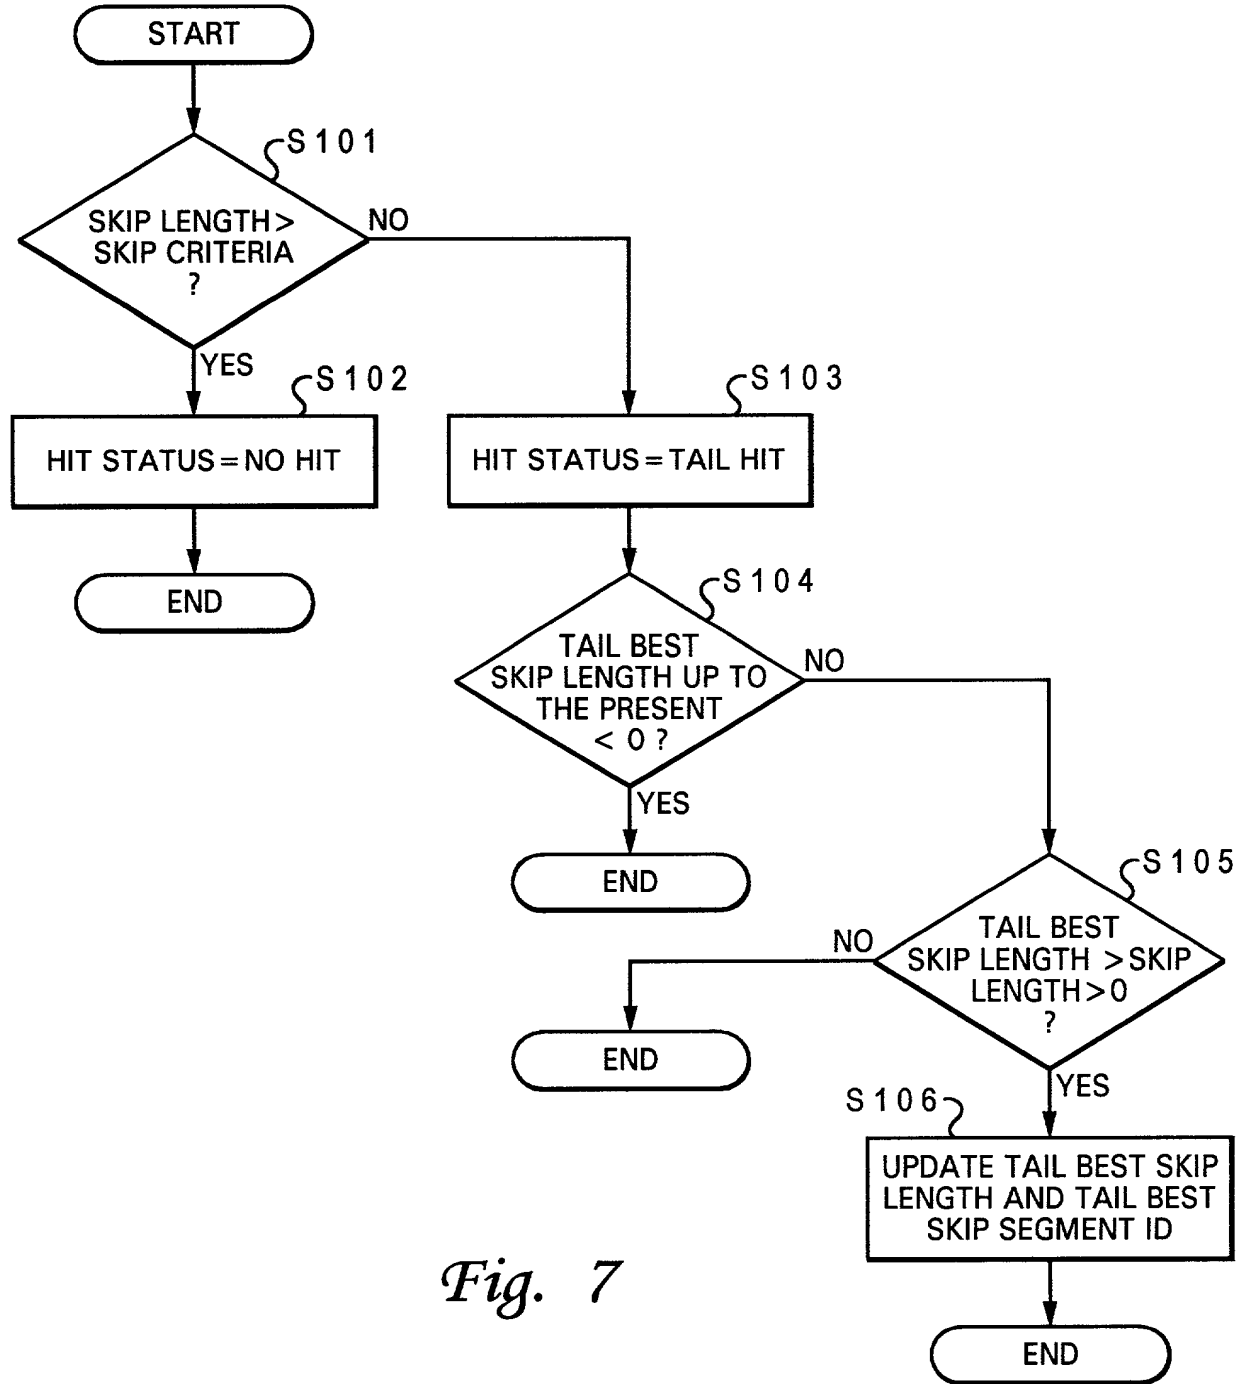 START
S101
SKIP LENGTH>
SKIP CRITERIA
?
NO
YES
S102
HIT STATUS=NO HIT
END
S103
HIT STATUS=TAIL HIT
S104
TAIL BEST
SKIP LENGTH UP TO
THE PRESENT
< 0 ?
NO
YES
END
S105
TAIL BEST
SKIP LENGTH >SKIP
LENGTH>0
?
NO
END
YES
S106
UPDATE TAIL BEST SKIP
LENGTH AND TAIL BEST
SKIP SEGMENT ID
END
Fig. 7